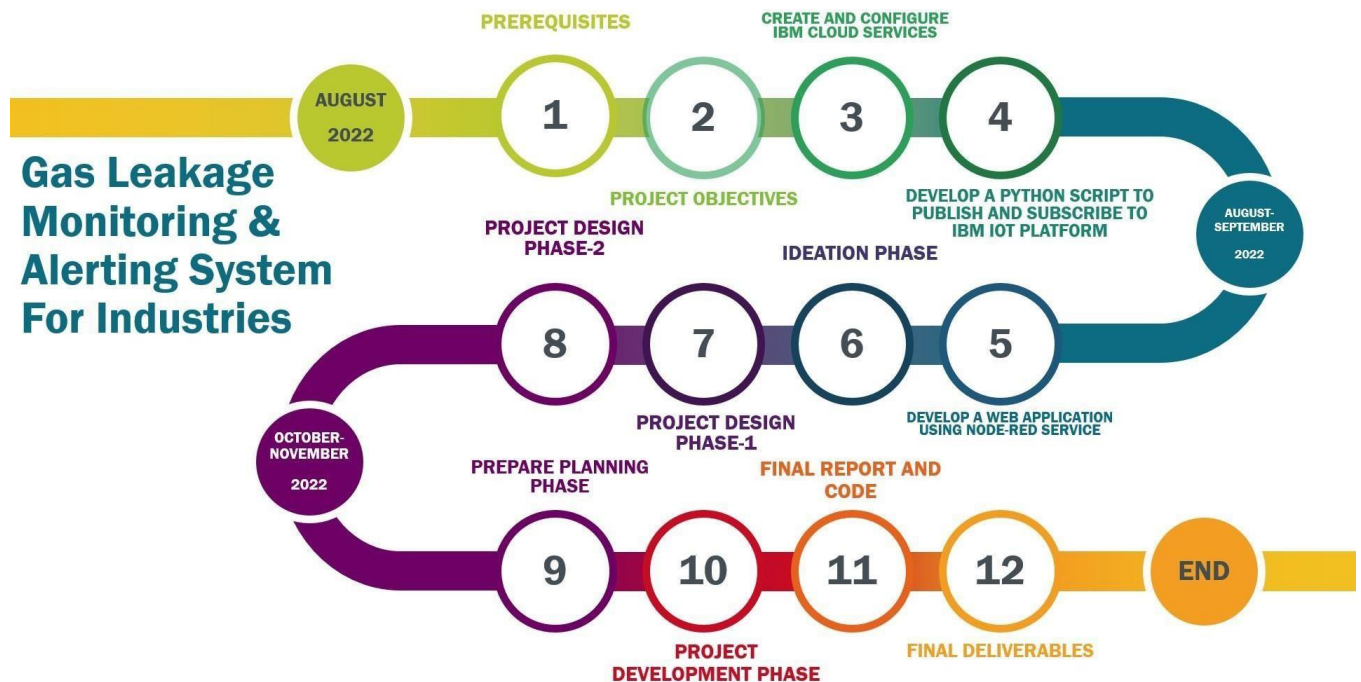 Gas Leakage
Monitoring &
Alerting System
For Industries
AUGUST
2022
PREREQUISITES
1
2
PROJECT OBJECTIVES
CREATE AND CONFIGURE
IBM CLOUD SERVICES
3
4
DEVELOP A PYTHON SCRIPT TO
PUBLISH AND SUBSCRIBE TO
IBM IOT PLATFORM
AUGUST-
SEPTEMBER
2022
5
DEVELOP A WEB APPLICATION
USING NODE-RED SERVICE
IDEATION PHASE
6
7
PROJECT DESIGN
PHASE-1
PROJECT DESIGN
PHASE-2
8
OCTOBER-
NOVEMBER
2022
PREPARE PLANNING
PHASE
9
10
PROJECT
DEVELOPMENT PHASE
FINAL REPORT AND
CODE
11
12
FINAL DELIVERABLES
END